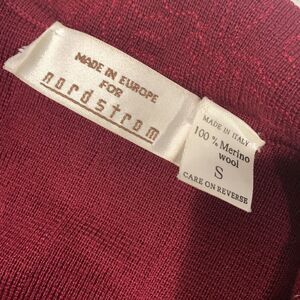 MADE IN EUROPE
FOR
nordstrom
MADE IN ITALY
100 % Merino
wool
S
CARE ON REVERSE